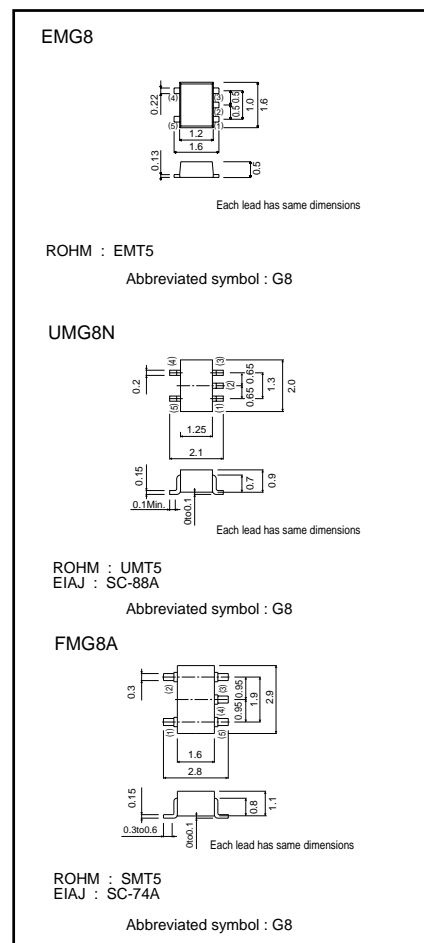 EMG8
0.22
(4)
(3)
(2)
(5)
(1)
0.5
0.5
1.0
1.6
1.2
1.6
0.13
0.5
Each lead has same dimensions
ROHM : EMT5
Abbreviated symbol : G8
UMG8N
(4)
(3)
0.2
(2)
0.65
0.65
1.3
2.0
(5)
(1)
1.25
2.1
0.15
0.1Min.
0to0.1
0.7
0.9
Each lead has same dimensions
ROHM : UMT5
EIAJ : SC-88A
Abbreviated symbol : G8
FMG8A
0.3
(2)
(3)
(4)
0.95
0.95
1.9
2.9
(1)
(5)
1.6
2.8
0.15
0.3to0.6
0to0.1
0.8
1.1
Each lead has same dimensions
ROHM : SMT5
EIAJ : SC-74A
Abbreviated symbol : G8